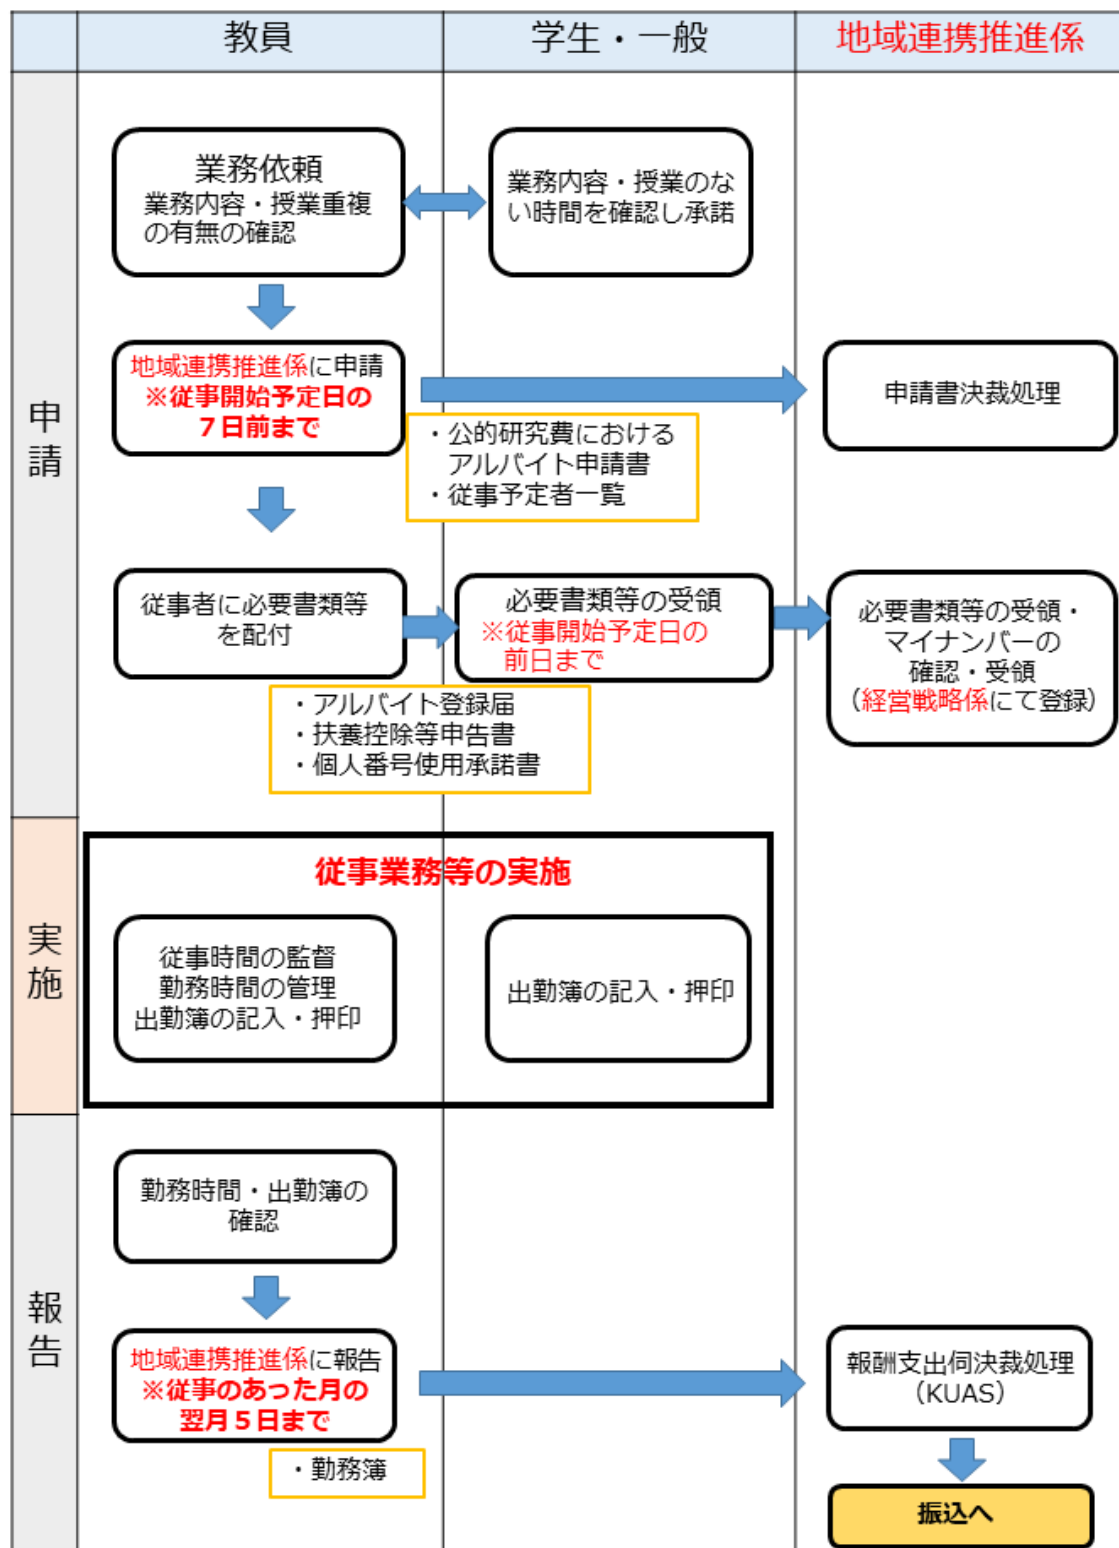 教員
学生・一般
地域連携推進係
申請
業務依頼
業務内容・授業重複
の有無の確認
業務内容・授業のな
い時間を確認し承諾
地域連携推進係に申請
※従事開始予定日の
７日前まで
申請書決裁処理
・公的研究費における
アルバイト申請書
・従事予定者一覧
従事者に必要書類等
を配付
必要書類等の受領
※従事開始予定日の
前日まで
必要書類等の受領・
マイナンバーの
確認・受領
（経営戦略係にて登録）
・アルバイト登録届
・扶養控除等申告書
・個人番号使用承諾書
実施
従事業務等の実施
従事時間の監督
勤務時間の管理
出勤簿の記入・押印
出勤簿の記入・押印
報告
勤務時間・出勤簿の
確認
地域連携推進係に報告
※従事のあった月の
翌月５日まで
報酬支出伺決裁処理
（KUAS）
・勤務簿
振込へ